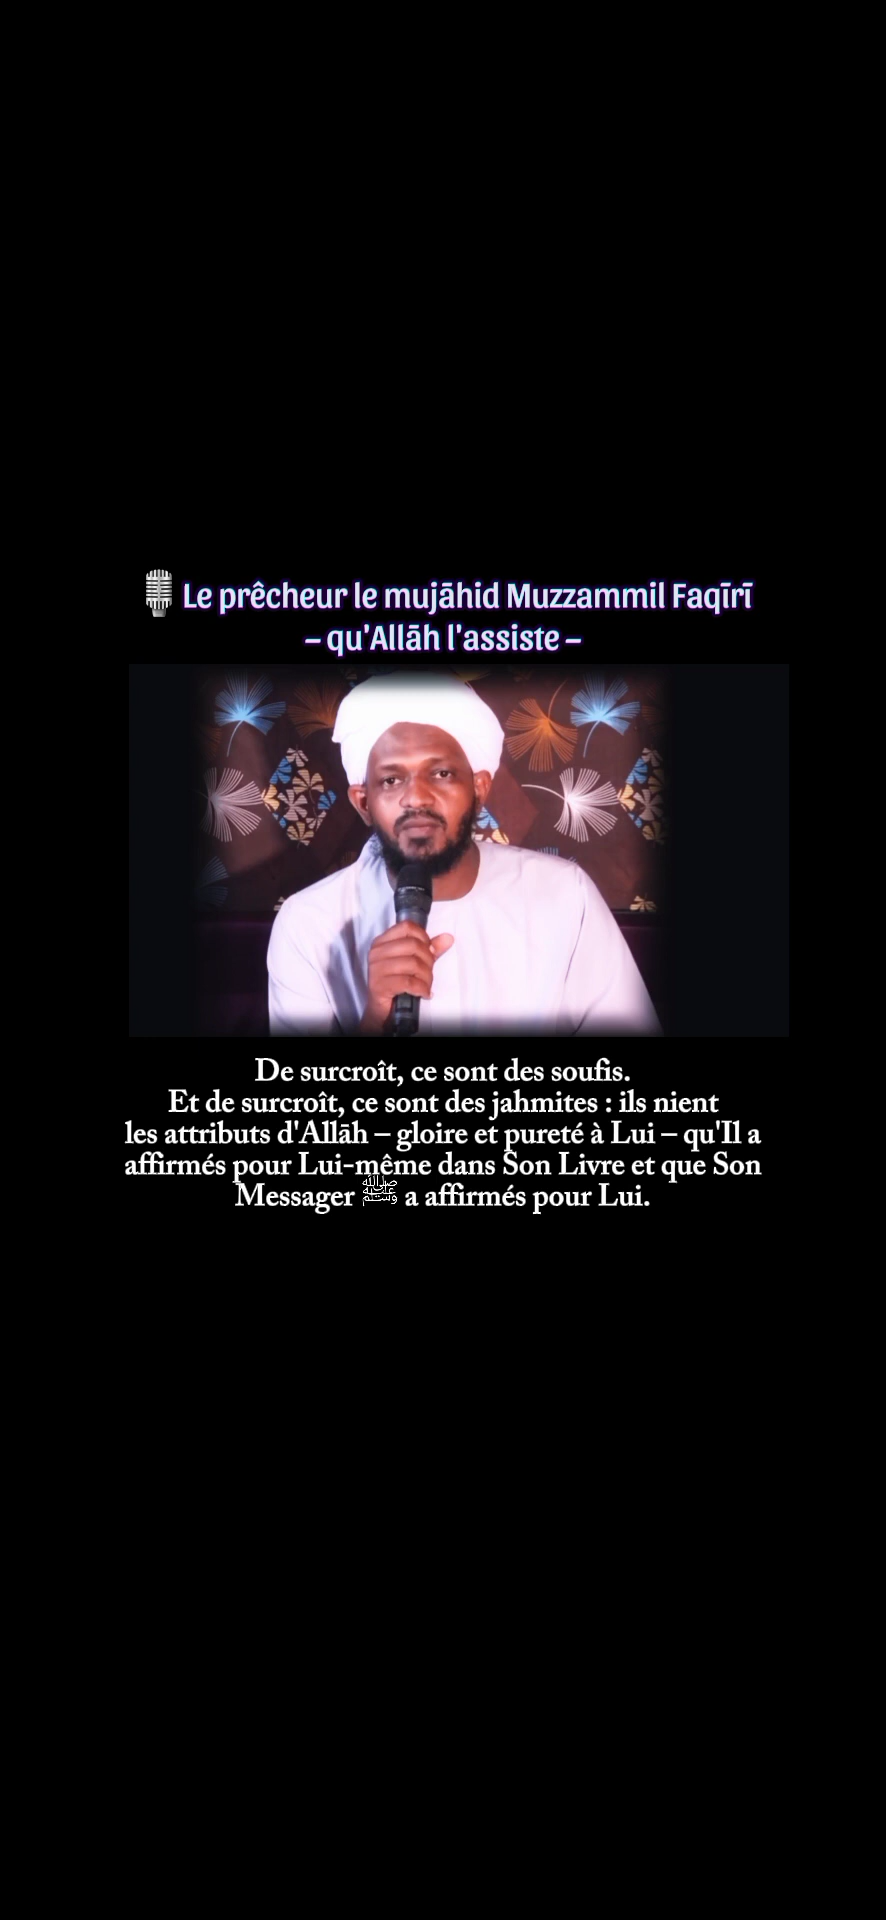 🎙️ Le prêcheur le mujāhid Muzzammil Faqīrī
– qu'Allāh l'assiste –
De surcroît, ce sont des soufis.
Et de surcroît, ce sont des jahmites : ils nient
les attributs d'Allāh – gloire et pureté à Lui – qu'Il a
affirmés pour Lui-même dans Son Livre et que Son
Messager ﷺ a affirmés pour Lui.